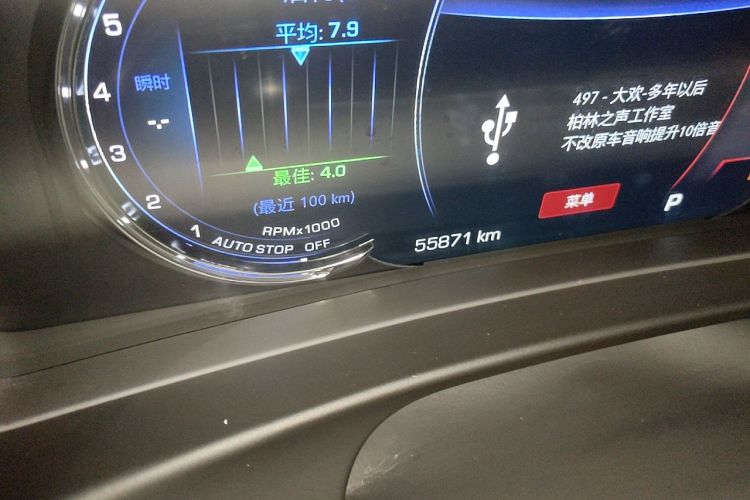 平均: 7.9
瞬时
-.-
最佳: 4.0
(最近 100 km)
5
4
3
2
1
RPMx1000
AUTO STOP OFF
497 - 大欢-多年以后
柏林之声工作室
不改原车音响提升10倍音
菜单
P
55871 km